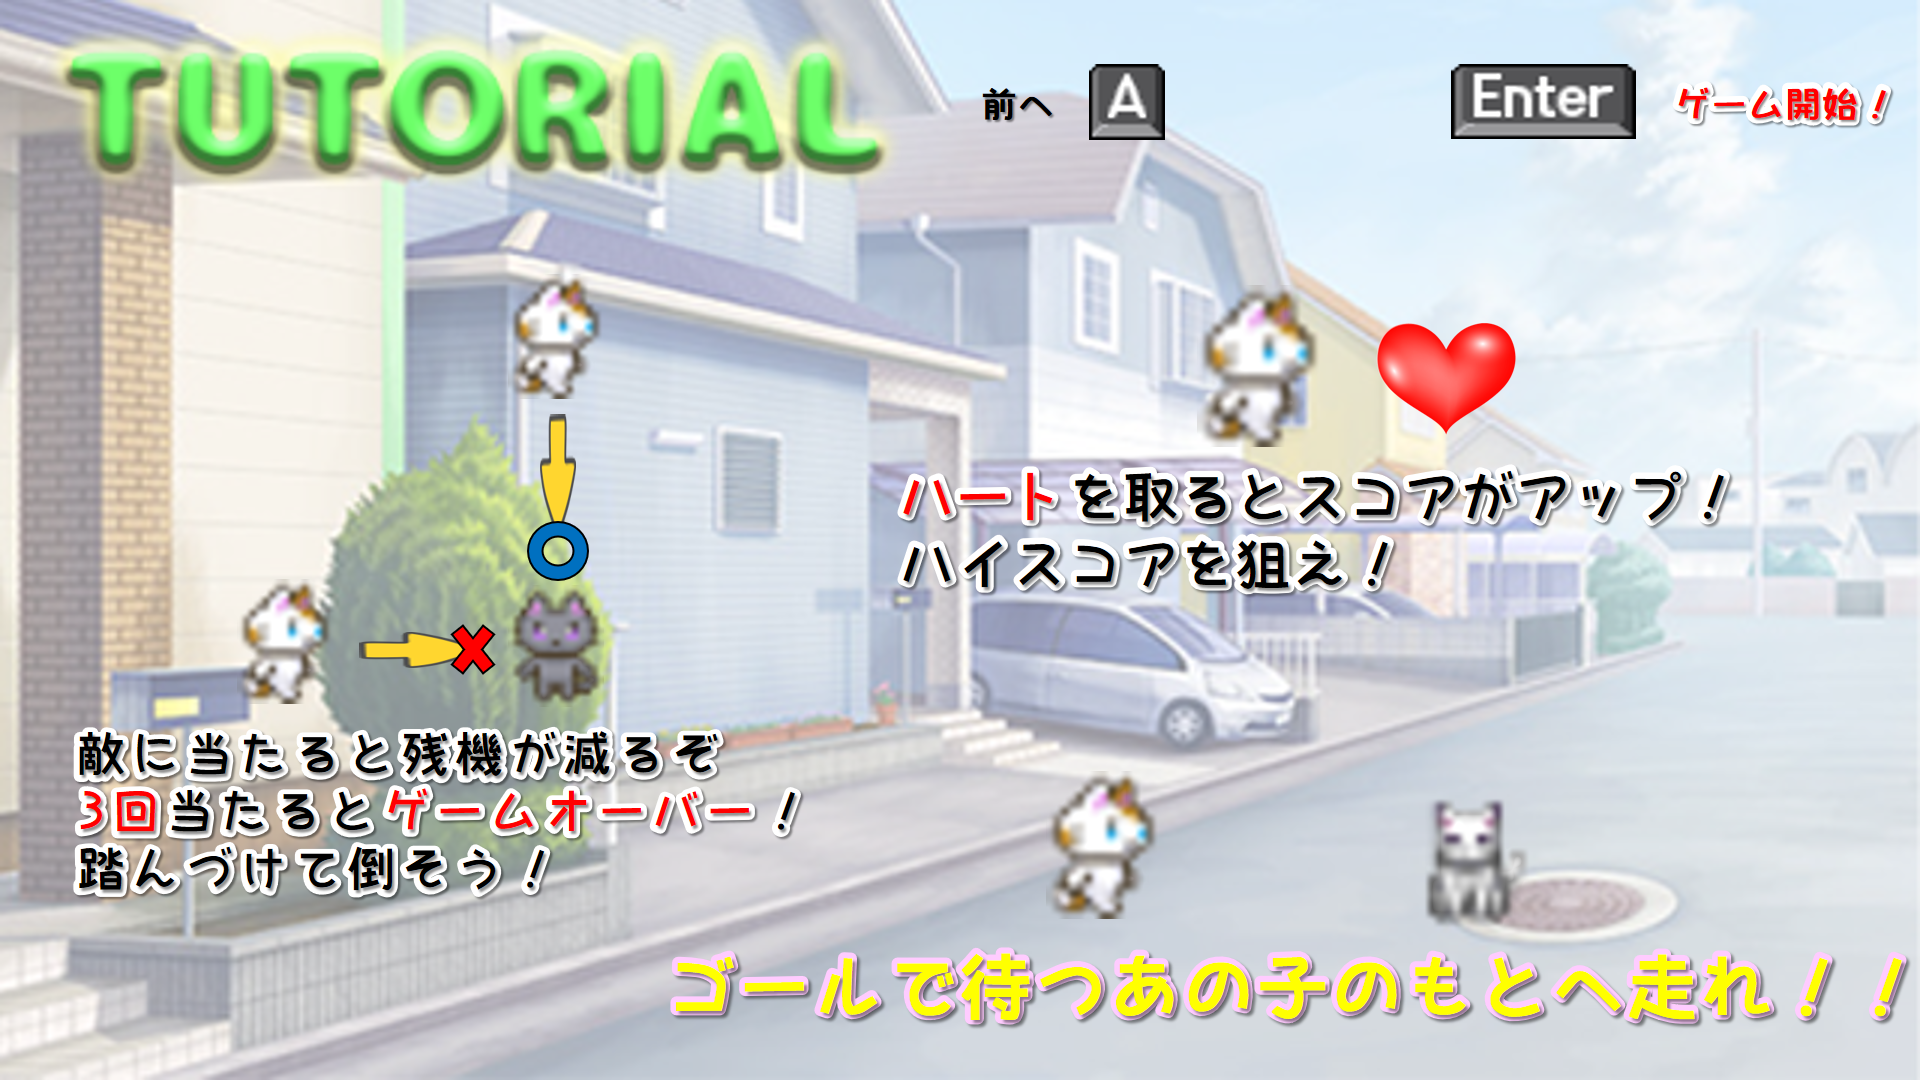 TUTORIAL
前へ A
Enter ゲーム開始！
ハートを取るとスコアがアップ！
ハイスコアを狙え！
敵に当たると残機が減るぞ
3回当たるとゲームオーバー！
踏んづけて倒そう！
ゴールで待つあの子のもとへ走れ！！